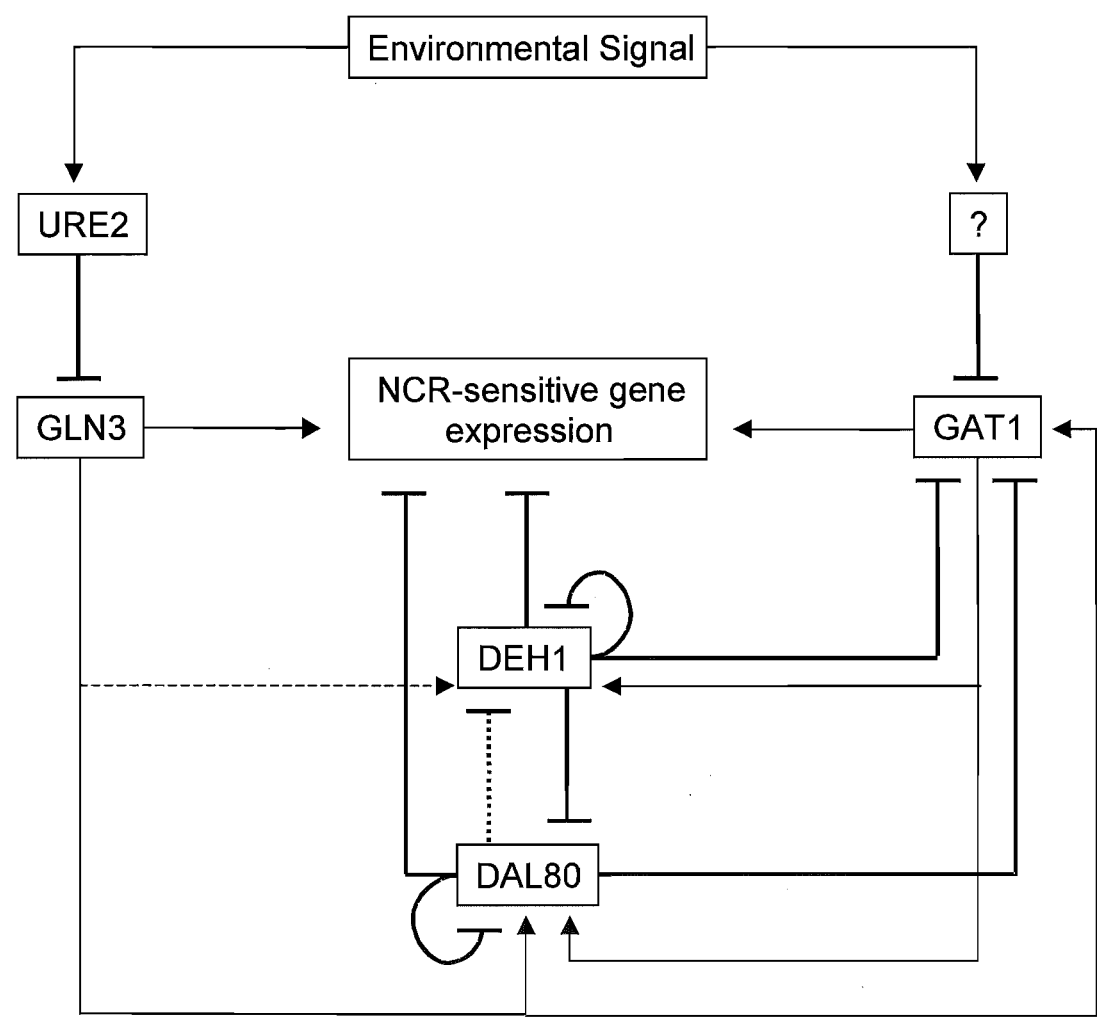 Environmental Signal
URE2
?
NCR-sensitive gene
expression
GLN3
GAT1
DEH1
DAL80